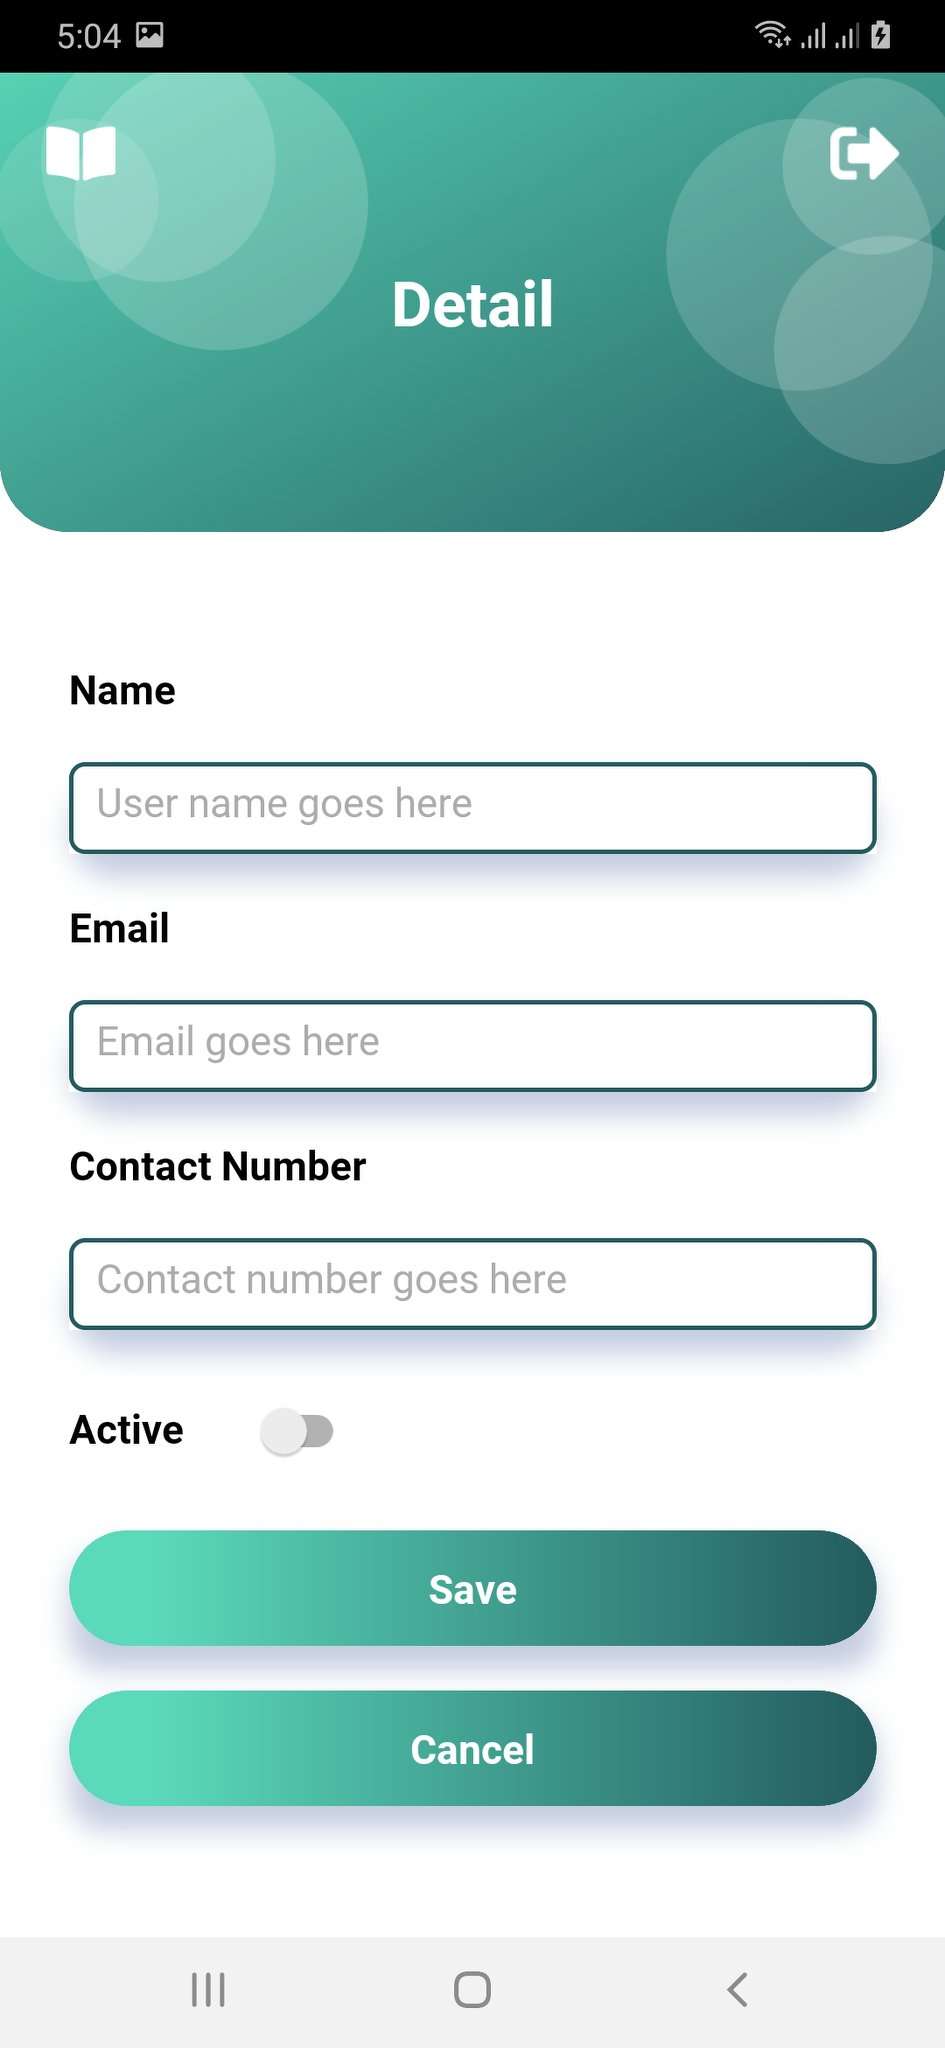 5:04
Detail
Name
User name goes here
Email
Email goes here
Contact Number
Contact number goes here
Active
Save
Cancel